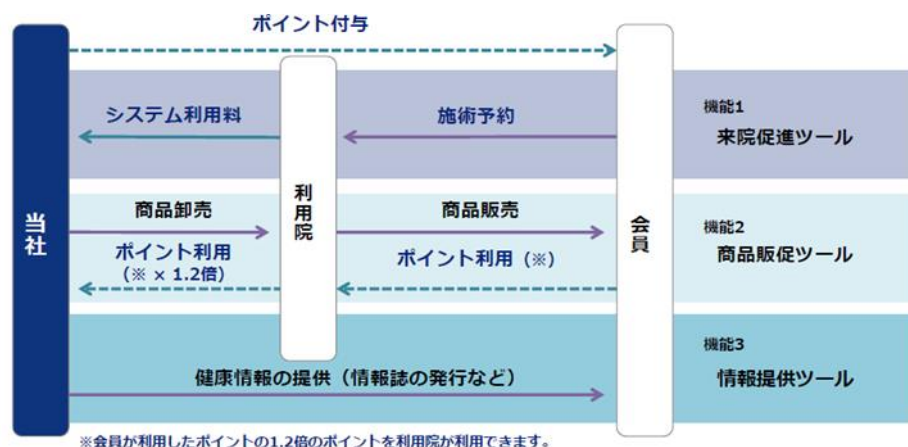 ポイント付与
当社
利用院
会員
システム利用料
施術予約
機能1
来院促進ツール
商品卸売
商品販売
ポイント利用
(※ × 1.2倍)
ポイント利用(※)
機能2
商品販促ツール
健康情報の提供(情報誌の発行など)
機能3
情報提供ツール
※会員が利用したポイントの1.2倍のポイントを利用院が利用できます。